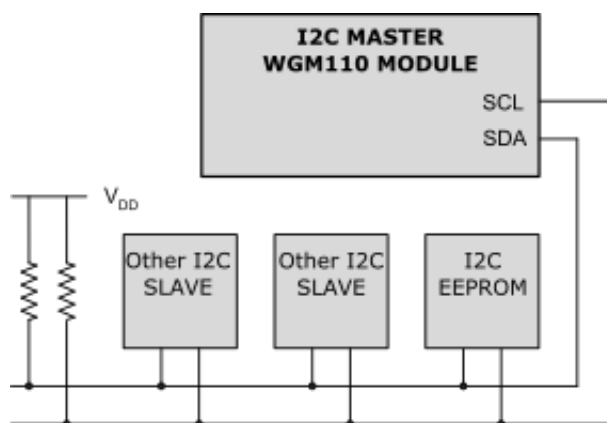 I2C MASTER
WGM110 MODULE
SCL
SDA
VDD
Other I2C
SLAVE
Other I2C
SLAVE
I2C
EEPROM